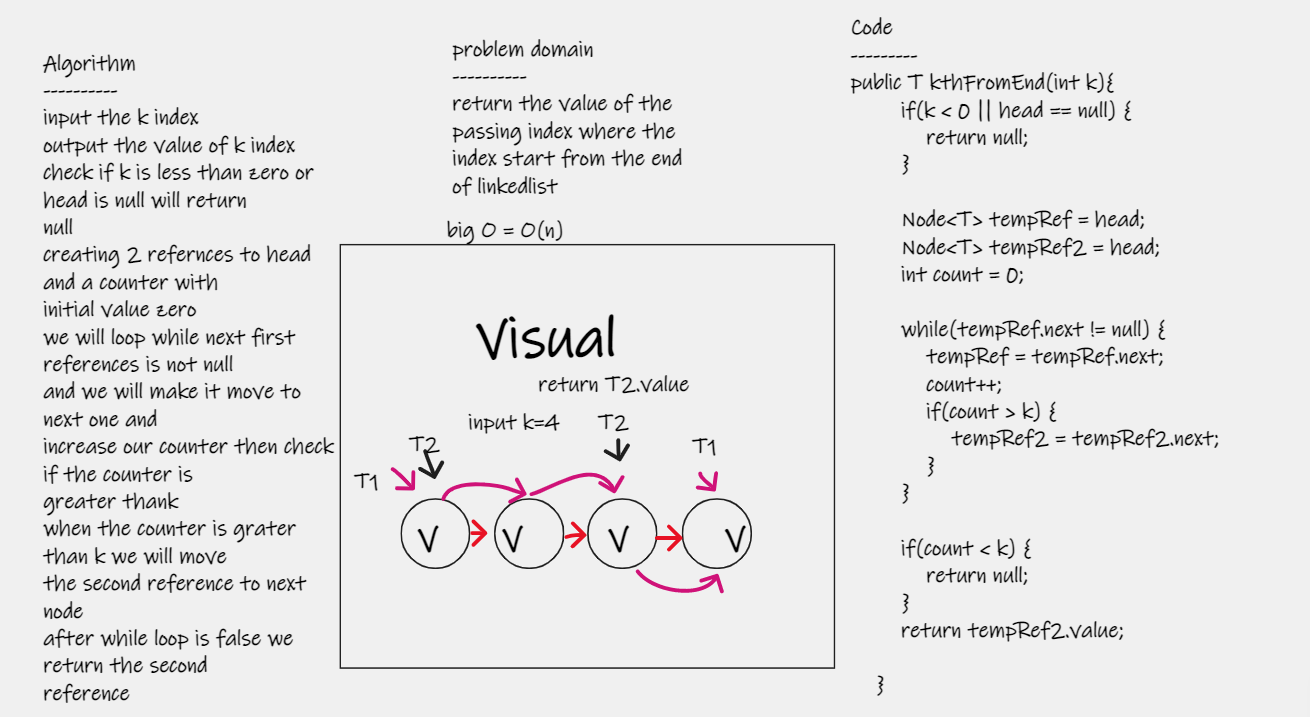 Algorithm
----------
input the k index
output the value of k index
check if k is less than zero or
head is null will return
null
creating 2 refernces to head
and a counter with
initial value zero
we will loop while next first
references is not null
and we will make it move to
next one and
increase our counter then check
if the counter is
greater thank
when the counter is grater
than k we will move
the second reference to next
node
after while loop is false we
return the second
reference
problem domain
----------
return the value of the
passing index where the
index start from the end
of linkedlist
big O = O(n)
Visual
return T2.value
input k=4
T2
T2
T1
T1
V
V
V
V
Code
---------
public T kthFromEnd(int k){
if(k < 0 || head == null) {
return null;
}
Node<T> tempRef = head;
Node<T> tempRef2 = head;
int count = 0;
while(tempRef.next != null) {
tempRef = tempRef.next;
count++;
if(count > k) {
tempRef2 = tempRef2.next;
}
}
if(count < k) {
return null;
}
return tempRef2.value;
}